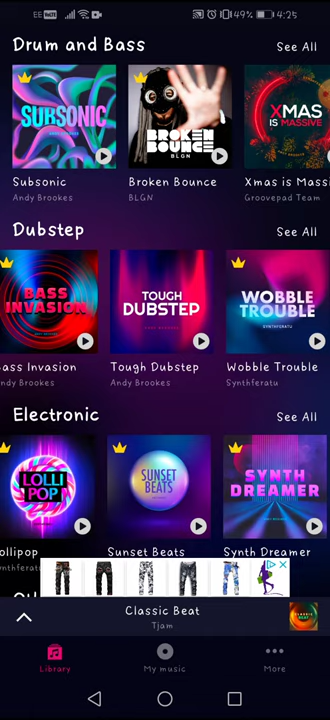 EE VoLTE 49% 4:25
Drum and Bass See All
SUBSONIC
BROKEN BOUNCE
BLGN
XMAS
IS MASSIVE
Subsonic Broken Bounce Xmas is Massi
Andy Brookes BLGN Groovepad Team
Dubstep See All
BASS
INVASION
TOUGH
DUBSTEP
WOBBLE
TROUBLE
SYNTHFERATU
ass Invasion Tough Dubstep Wobble Trouble
ndy Brookes Andy Brookes Synthferatu
Electronic See All
LOLLI
POP
SUNSET
BEATS
SYNTH
DREAMER
ollipop Sunset Beats Synth Dreamer
Classic Beat
Tjam
Library My music More